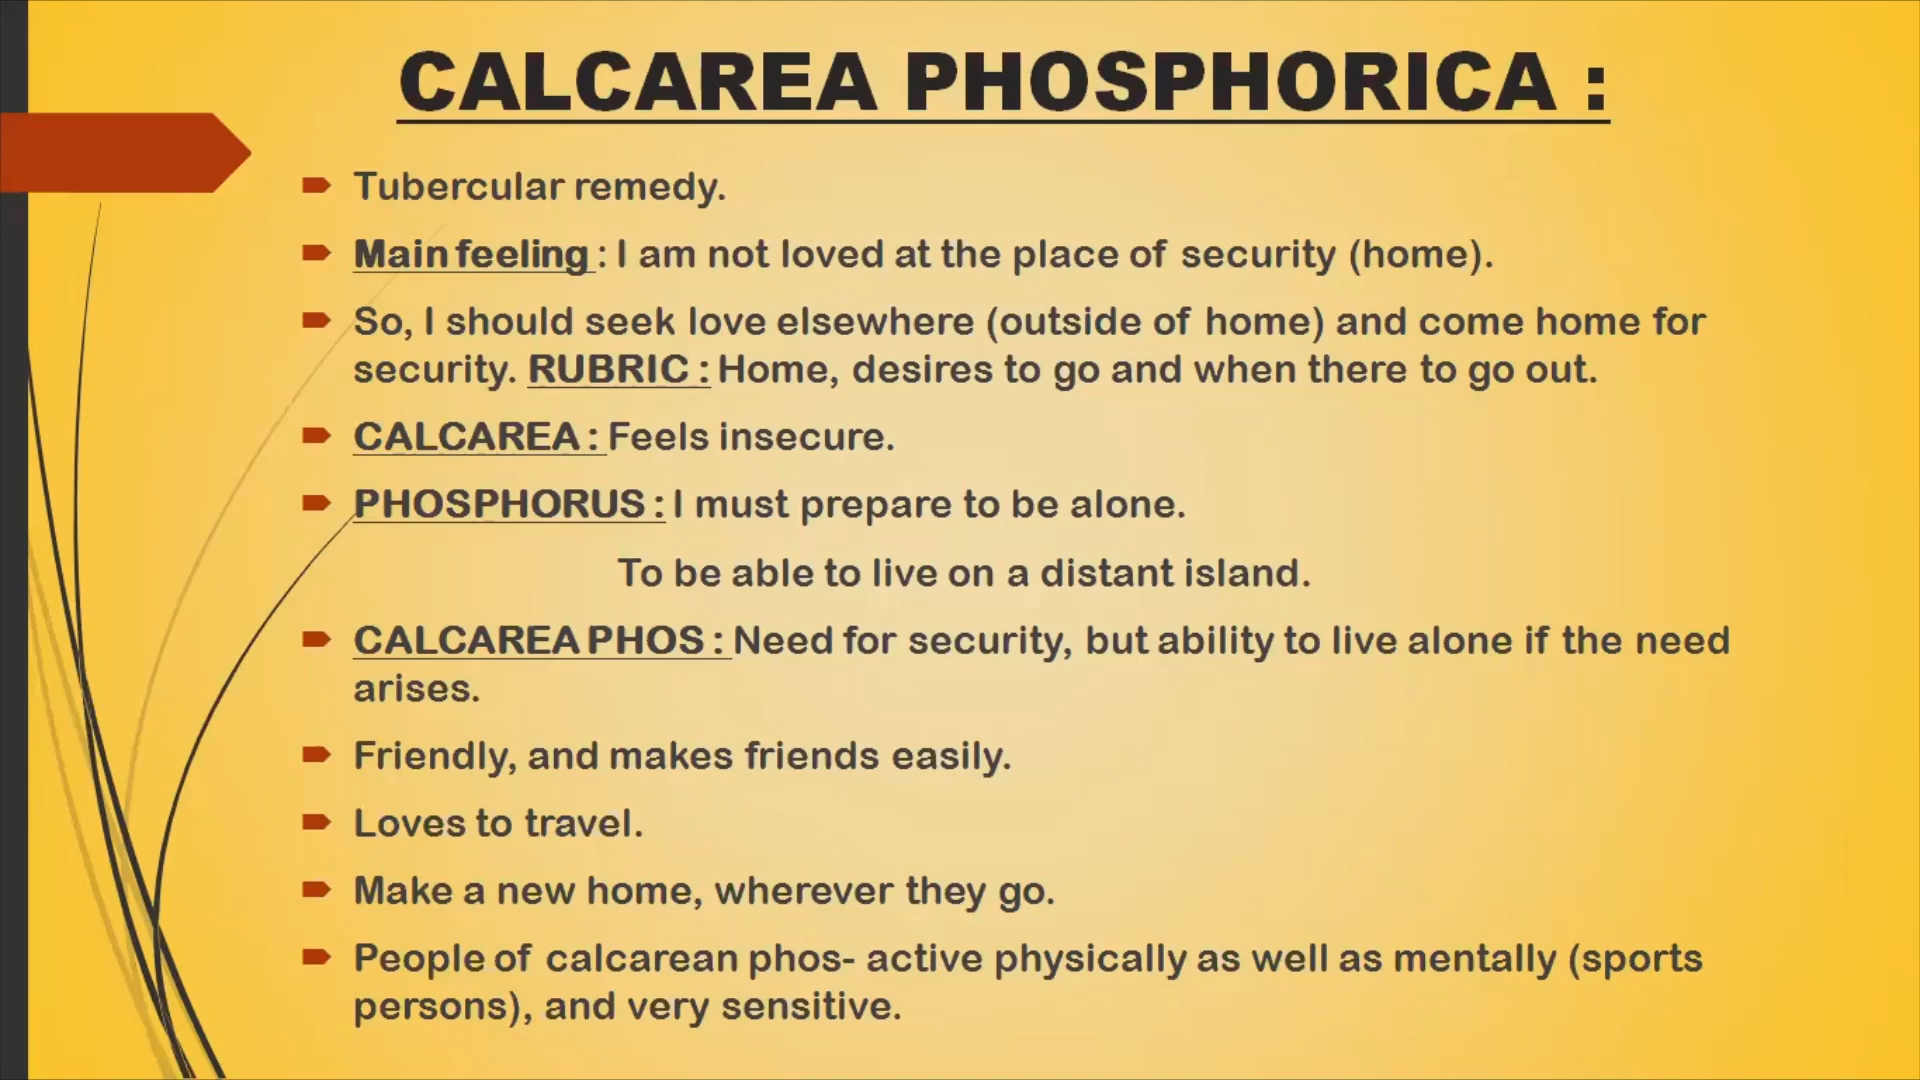 CALCAREA PHOSPHORICA :
Tubercular remedy.
Main feeling : I am not loved at the place of security (home).
So, I should seek love elsewhere (outside of home) and come home for
security. RUBRIC : Home, desires to go and when there to go out.
CALCAREA : Feels insecure.
PHOSPHORUS : I must prepare to be alone.
To be able to live on a distant island.
CALCAREA PHOS : Need for security, but ability to live alone if the need
arises.
Friendly, and makes friends easily.
Loves to travel.
Make a new home, wherever they go.
People of calcarean phos- active physically as well as mentally (sports
persons), and very sensitive.